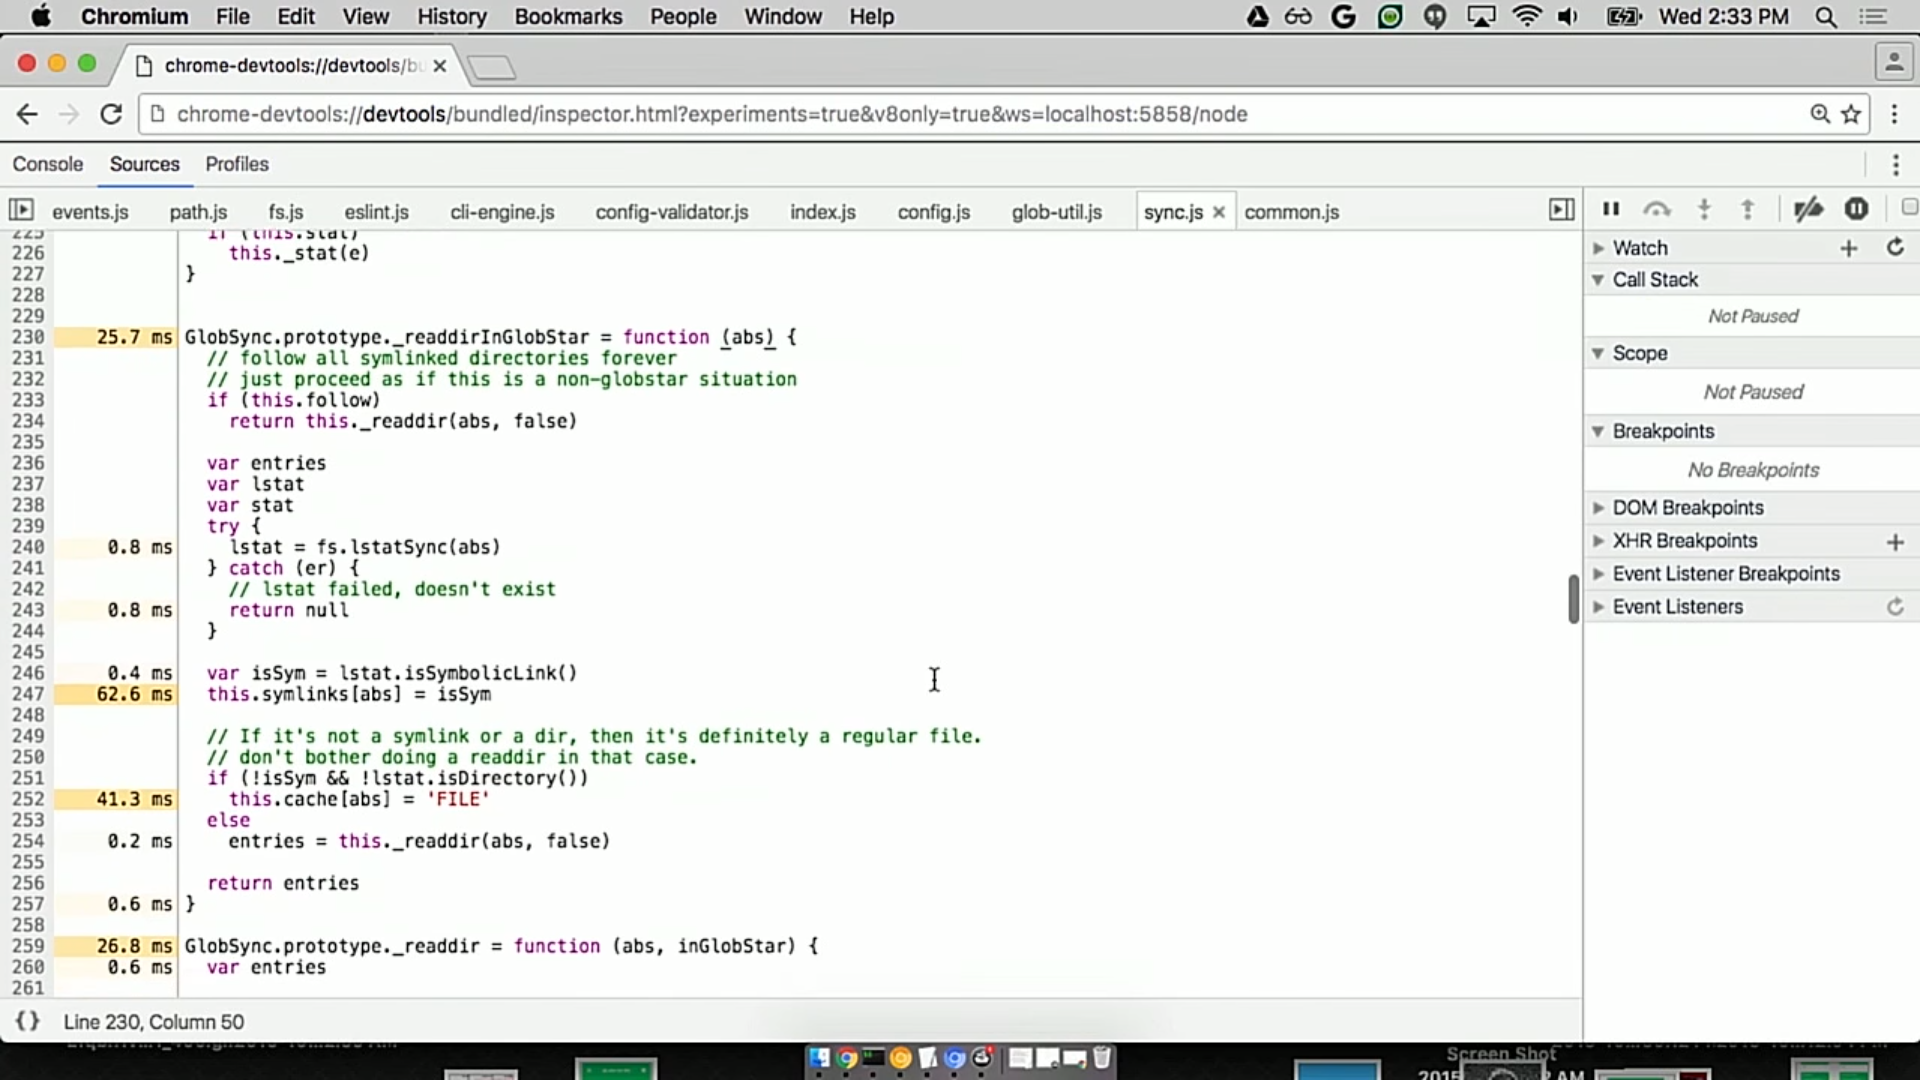 Chromium File Edit View History Bookmarks People Window Help Wed 2:33 PM
chrome-devtools://devtools/bu
chrome-devtools://devtools/bundled/inspector.html?experiments=true&v8only=true&ws=localhost:5858/node
Console Sources Profiles
events.js path.js fs.js eslint.js cli-engine.js config-validator.js index.js config.js glob-util.js sync.js × common.js
225 if (this.stat)
226 this._stat(e)
227 }
228
229
230 25.7 ms GlobSync.prototype._readdirInGlobStar = function (abs) {
231 // follow all symlinked directories forever
232 // just proceed as if this is a non-globstar situation
233 if (this.follow)
234 return this._readdir(abs, false)
235
236 var entries
237 var lstat
238 var stat
239 try {
240 0.8 ms lstat = fs.lstatSync(abs)
241 } catch (er) {
242 // lstat failed, doesn't exist
243 0.8 ms return null
244 }
245
246 0.4 ms var isSym = lstat.isSymbolicLink()
247 62.6 ms this.symlinks[abs] = isSym
248
249 // If it's not a symlink or a dir, then it's definitely a regular file.
250 // don't bother doing a readdir in that case.
251 if (!isSym && !lstat.isDirectory())
252 41.3 ms this.cache[abs] = 'FILE'
253 else
254 0.2 ms entries = this._readdir(abs, false)
255
256 return entries
257 0.6 ms }
258
259 26.8 ms GlobSync.prototype._readdir = function (abs, inGlobStar) {
260 0.6 ms var entries
261
{} Line 230, Column 50
Watch
Call Stack
Not Paused
Scope
Not Paused
Breakpoints
No Breakpoints
DOM Breakpoints
XHR Breakpoints
Event Listener Breakpoints
Event Listeners
Screen Shot